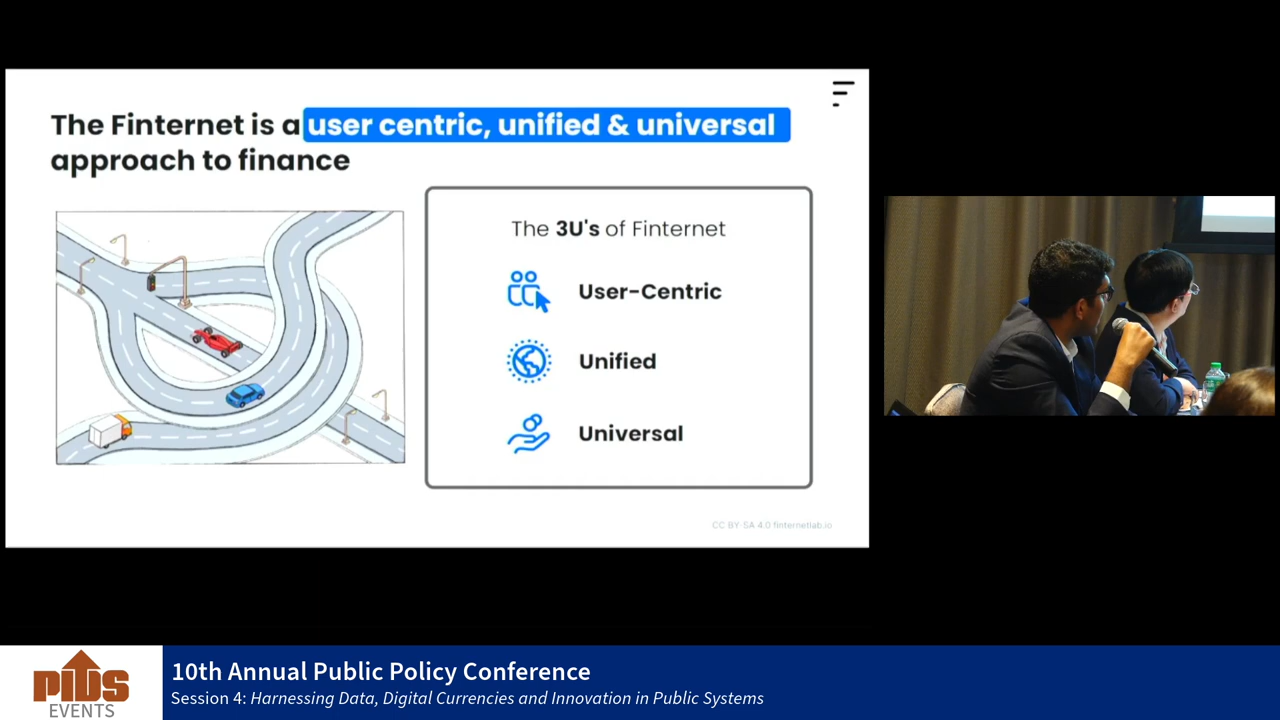 The Finternet is a user centric, unified & universal
approach to finance
The 3U's of Finternet
User-Centric
Unified
Universal
CC BY SA 4.0 finternetlab.io
PIDS
EVENTS
10th Annual Public Policy Conference
Session 4: Harnessing Data, Digital Currencies and Innovation in Public Systems